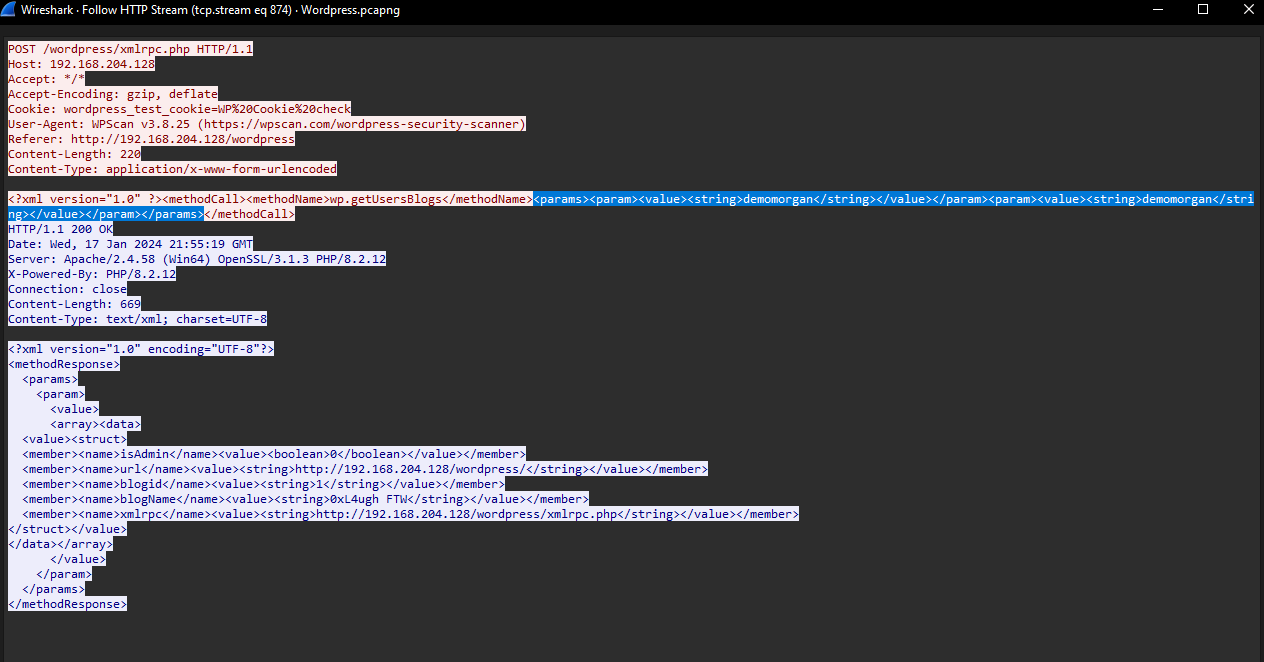 Wireshark · Follow HTTP Stream (tcp.stream eq 874) · Wordpress.pcapng
POST /wordpress/xmlrpc.php HTTP/1.1
Host: 192.168.204.128
Accept: */*
Accept-Encoding: gzip, deflate
Cookie: wordpress_test_cookie=WP%20Cookie%20check
User-Agent: WPScan v3.8.25 (https://wpscan.com/wordpress-security-scanner)
Referer: http://192.168.204.128/wordpress
Content-Length: 220
Content-Type: application/x-www-form-urlencoded
<?xml version="1.0" ?><methodCall><methodName>wp.getUsersBlogs</methodName><params><param><value><string>demomorgan</string></value></param><param><value><string>demomorgan</stri
ng></value></param></params></methodCall>
HTTP/1.1 200 OK
Date: Wed, 17 Jan 2024 21:55:19 GMT
Server: Apache/2.4.58 (Win64) OpenSSL/3.1.3 PHP/8.2.12
X-Powered-By: PHP/8.2.12
Connection: close
Content-Length: 669
Content-Type: text/xml; charset=UTF-8
<?xml version="1.0" encoding="UTF-8"?>
<methodResponse>
  <params>
    <param>
      <value>
      <array><data>
  <value><struct>
  <member><name>isAdmin</name><value><boolean>0</boolean></value></member>
  <member><name>url</name><value><string>http://192.168.204.128/wordpress/</string></value></member>
  <member><name>blogid</name><value><string>1</string></value></member>
  <member><name>blogName</name><value><string>0xL4ugh FTW</string></value></member>
  <member><name>xmlrpc</name><value><string>http://192.168.204.128/wordpress/xmlrpc.php</string></value></member>
</struct></value>
</data></array>
      </value>
    </param>
  </params>
</methodResponse>